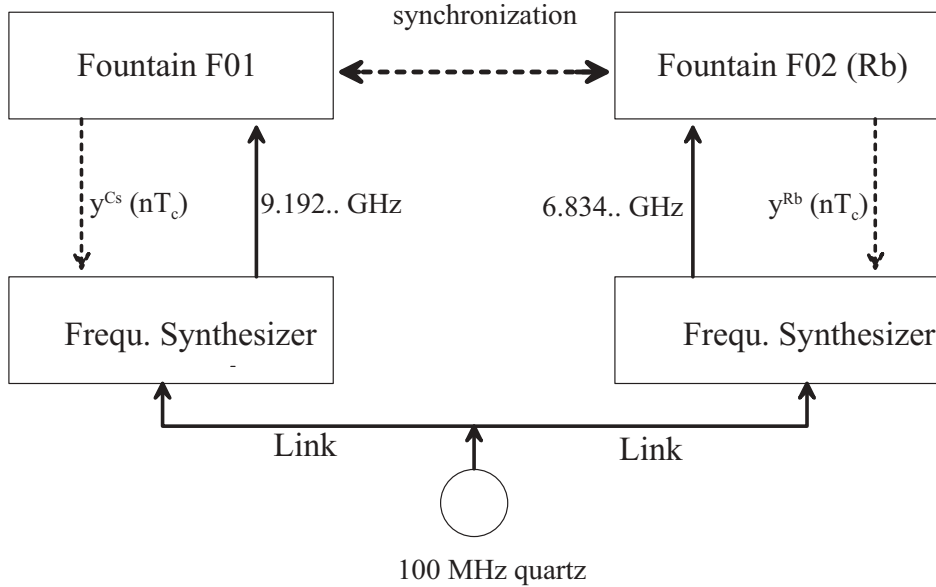 synchronization
Fountain F01
Fountain F02 (Rb)
y^Cs (nT_c)
9.192.. GHz
6.834.. GHz
y^Rb (nT_c)
Frequ. Synthesizer
-
Frequ. Synthesizer
Link
Link
100 MHz quartz